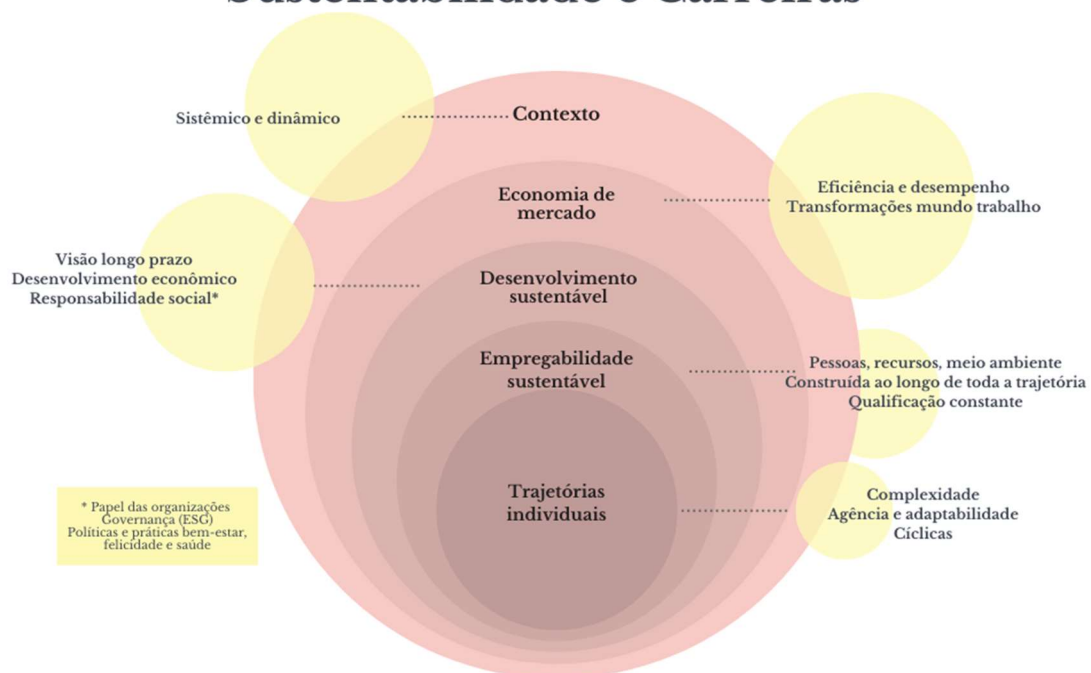 Sustentabilidade e Carreiras
Sistêmico e dinâmico
Contexto
Economia de
mercado
Eficiência e desempenho
Transformações mundo trabalho
Visão longo prazo
Desenvolvimento econômico
Responsabilidade social*
Desenvolvimento
sustentável
Empregabilidade
sustentável
Pessoas, recursos, meio ambiente
Construída ao longo de toda a trajetória
Qualificação constante
Trajetórias
individuais
Complexidade
Agência e adaptabilidade
Cíclicas
* Papel das organizações
Governança (ESG)
Políticas e práticas bem-estar,
felicidade e saúde